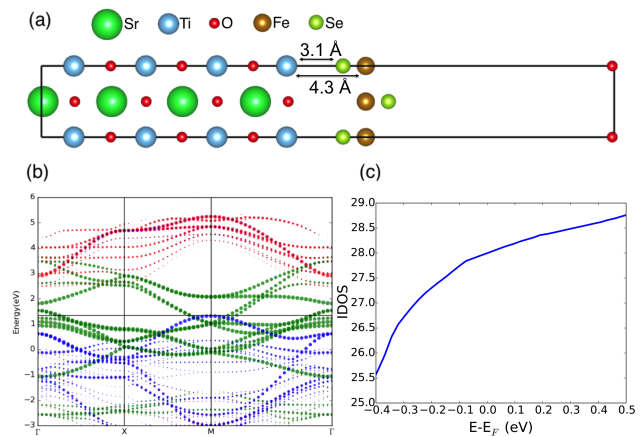 (a)
Sr Ti O Fe Se
3.1 Å
4.3 Å
(b)
6
5
4
3
2
1
0
−1
−2
−3
Energy(eV)
Γ X M Γ
(c)
29.0
28.5
28.0
27.5
27.0
26.5
26.0
25.5
25.0
IDOS
−0.4 −0.3 −0.2 −0.1 0.0 0.1 0.2 0.3 0.4 0.5
E-E_F (eV)